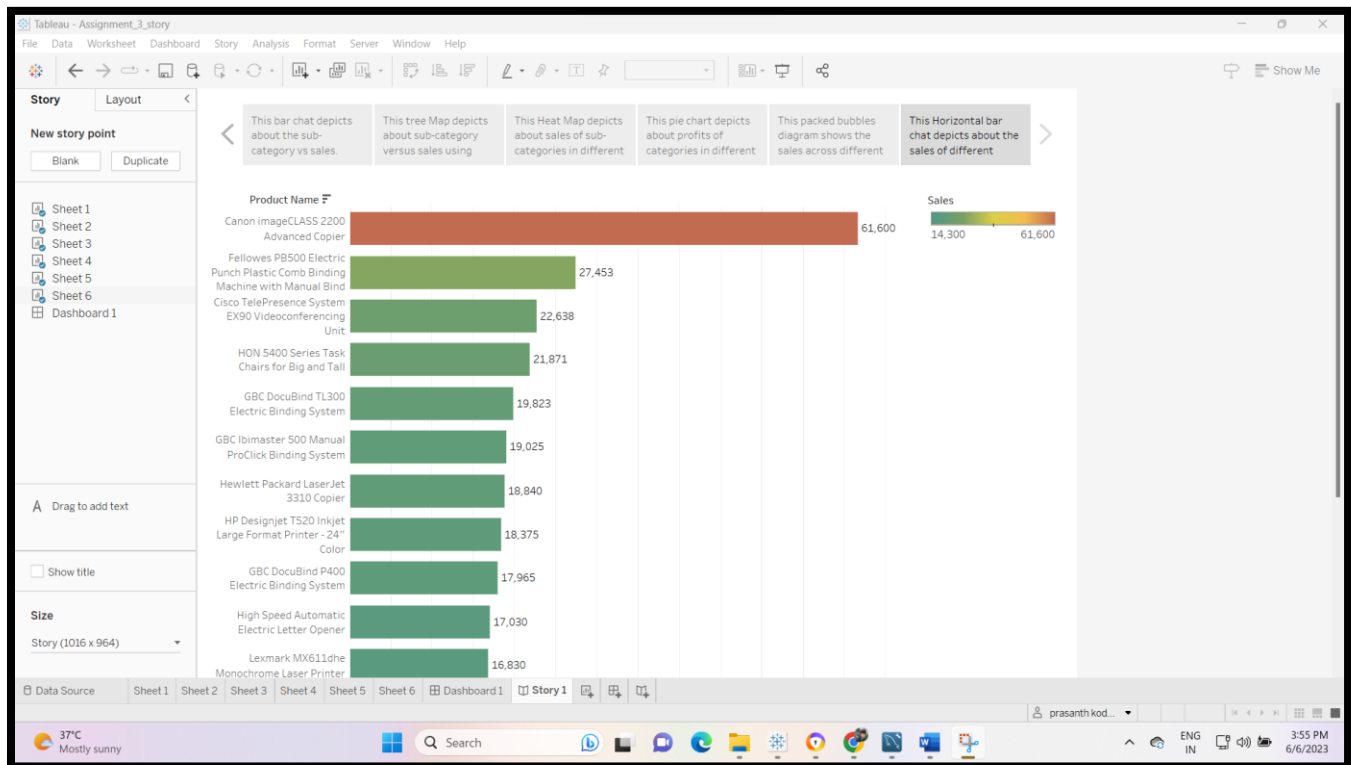 Tableau - Assignment_3_story
File Data Worksheet Dashboard Story Analysis Format Server Window Help
Show Me
Story Layout
New story point
Blank Duplicate
Sheet 1
Sheet 2
Sheet 3
Sheet 4
Sheet 5
Sheet 6
Dashboard 1
A Drag to add text
Show title
Size
Story (1016 x 964)
This bar chat depicts
about the sub-
category vs sales.
This tree Map depicts
about sub-category
versus sales using
This Heat Map depicts
about sales of sub-
categories in different
This pie chart depicts
about profits of
categories in different
This packed bubbles
diagram shows the
sales across different
This Horizontal bar
chat depicts about the
sales of different
Product Name
Canon imageCLASS 2200
Advanced Copier
61,600
Fellowes PB500 Electric
Punch Plastic Comb Binding
Machine with Manual Bind
27,453
Cisco TelePresence System
EX90 Videoconferencing
Unit
22,638
HON 5400 Series Task
Chairs for Big and Tall
21,871
GBC DocuBind TL300
Electric Binding System
19,823
GBC Ibimaster 500 Manual
ProClick Binding System
19,025
Hewlett Packard LaserJet
3310 Copier
18,840
HP Designjet T520 Inkjet
Large Format Printer - 24"
Color
18,375
GBC DocuBind P400
Electric Binding System
17,965
High Speed Automatic
Electric Letter Opener
17,030
Lexmark MX611dhe
Monochrome Laser Printer
16,830
Sales
14,300 61,600
Data Source Sheet 1 Sheet 2 Sheet 3 Sheet 4 Sheet 5 Sheet 6 Dashboard 1 Story 1
prasanth kod...
37°C
Mostly sunny
Search
ENG
IN
3:55 PM
6/6/2023